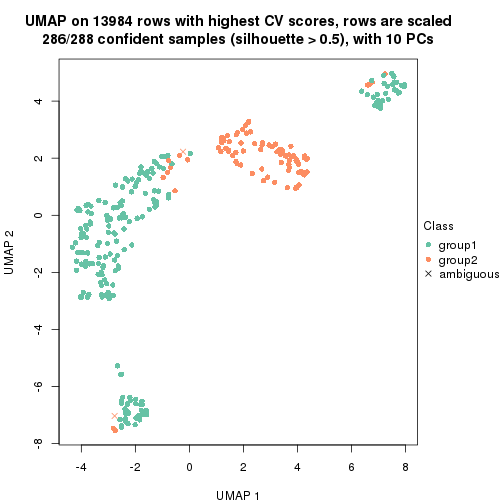 UMAP on 13984 rows with highest CV scores, rows are scaled
286/288 confident samples (silhouette > 0.5), with 10 PCs
4
2
0
-2
-4
-6
-8
UMAP 2
Class
group1
group2
ambiguous
-4
-2
0
2
4
6
8
UMAP 1